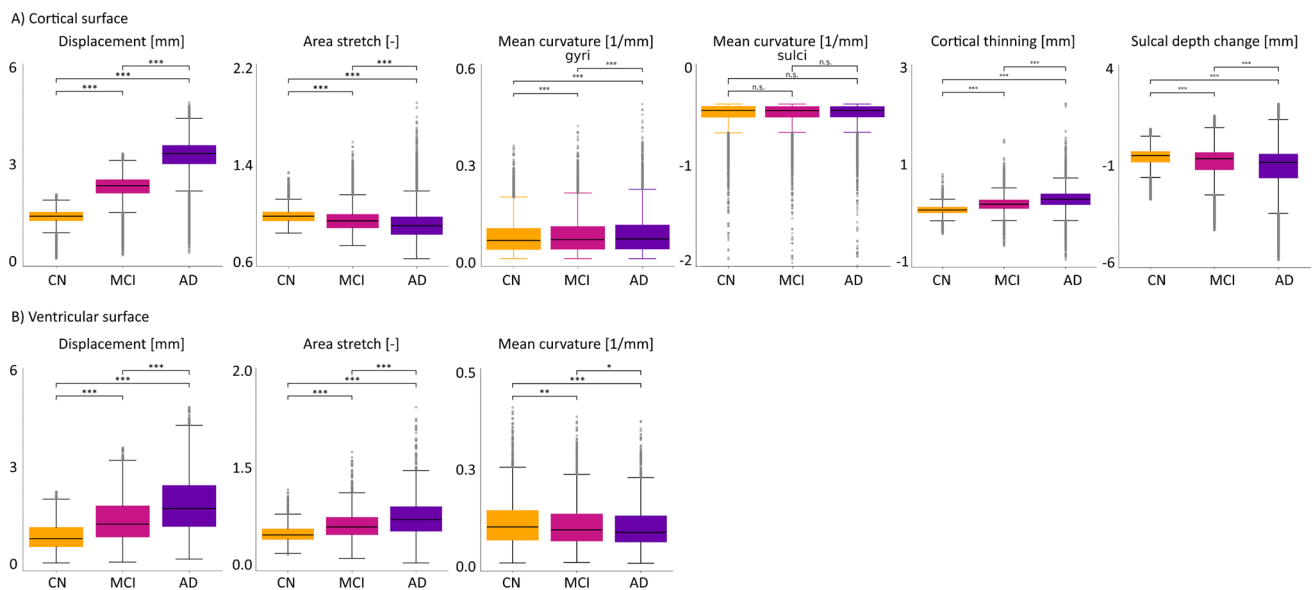 A) Cortical surface
Displacement [mm]
6
3
0
***
***
***
CN MCI AD
Area stretch [-]
2.2
1.4
0.6
***
***
***
CN MCI AD
Mean curvature [1/mm]
gyri
0.6
0.3
0.0
***
***
***
CN MCI AD
Mean curvature [1/mm]
sulci
0
-1
-2
n.s.
n.s.
n.s.
CN MCI AD
Cortical thinning [mm]
3
1
-1
***
***
***
CN MCI AD
Sulcal depth change [mm]
4
-1
-6
***
***
***
CN MCI AD
B) Ventricular surface
Displacement [mm]
6
3
0
***
***
***
CN MCI AD
Area stretch [-]
2.0
1.5
0.0
***
***
***
CN MCI AD
Mean curvature [1/mm]
0.5
0.3
0.0
*
***
**
CN MCI AD